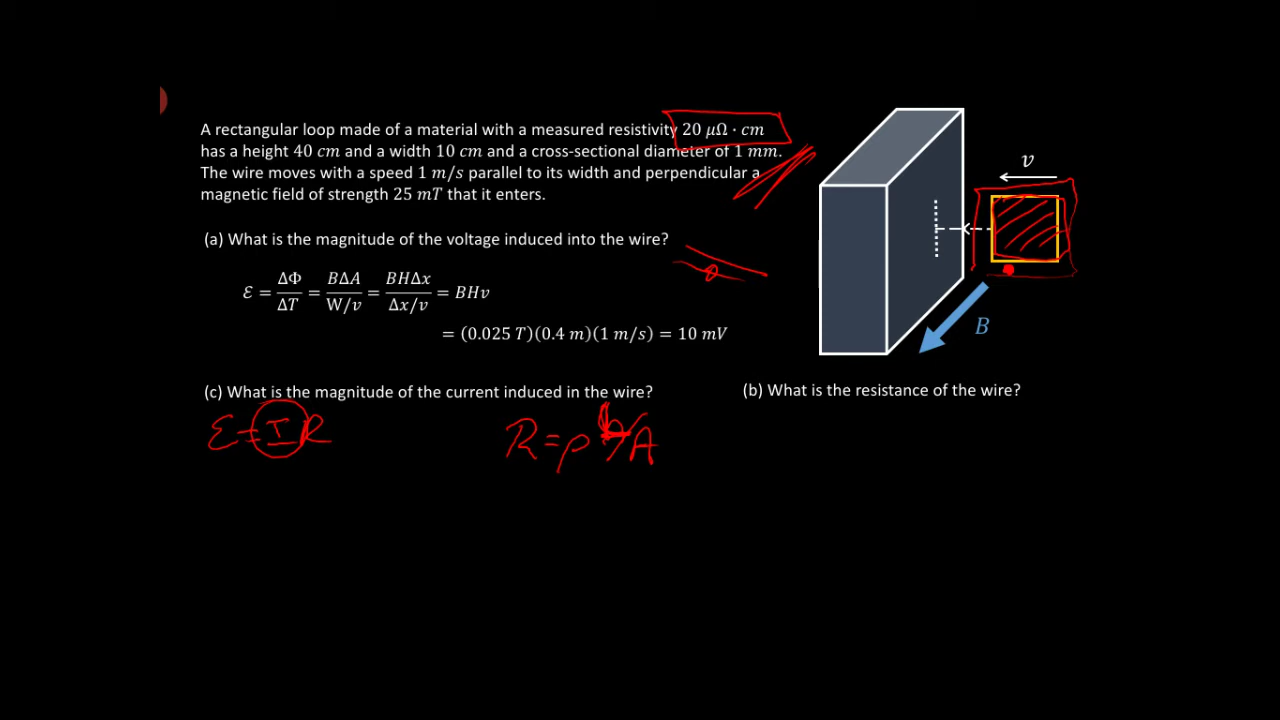 A rectangular loop made of a material with a measured resistivity 20 μΩ · cm
has a height 40 cm and a width 10 cm and a cross-sectional diameter of 1 mm.
The wire moves with a speed 1 m/s parallel to its width and perpendicular a
magnetic field of strength 25 mT that it enters.
v
(a) What is the magnitude of the voltage induced into the wire?
ℰ = ΔΦ/ΔT = BΔA/W/v = BHΔx/Δx/v = BHv
= (0.025 T)(0.4 m)(1 m/s) = 10 mV
B
(c) What is the magnitude of the current induced in the wire?
(b) What is the resistance of the wire?
ℰ = IR
R = ρ /A